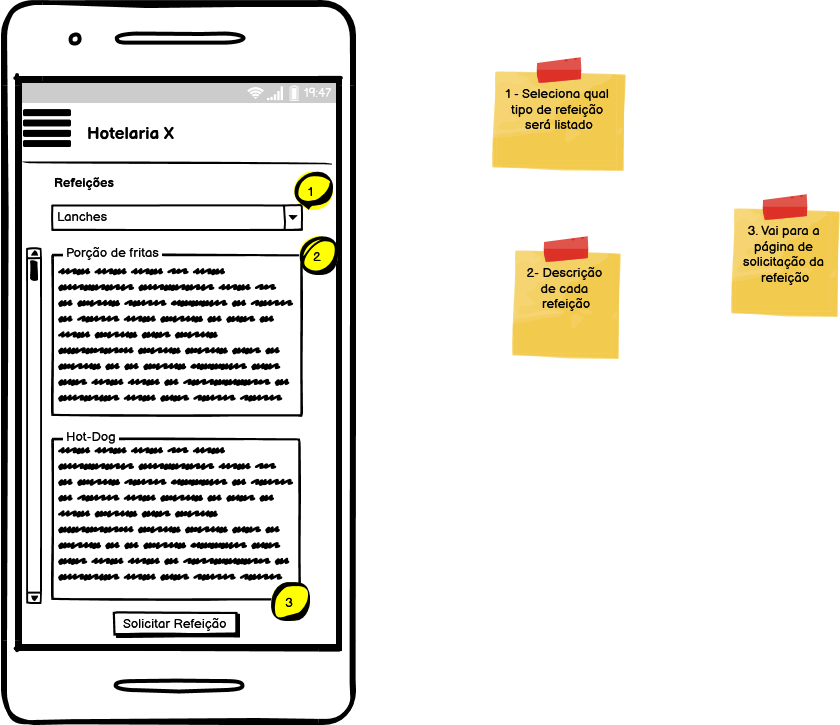 19:47
Hotelaria X
Refeições
1
Lanches
2
Porção de fritas
Hot-Dog
3
Solicitar Refeição
1 - Seleciona qual
tipo de refeição
será listado
2- Descrição
de cada
refeição
3. Vai para a
página de
solicitação da
refeição